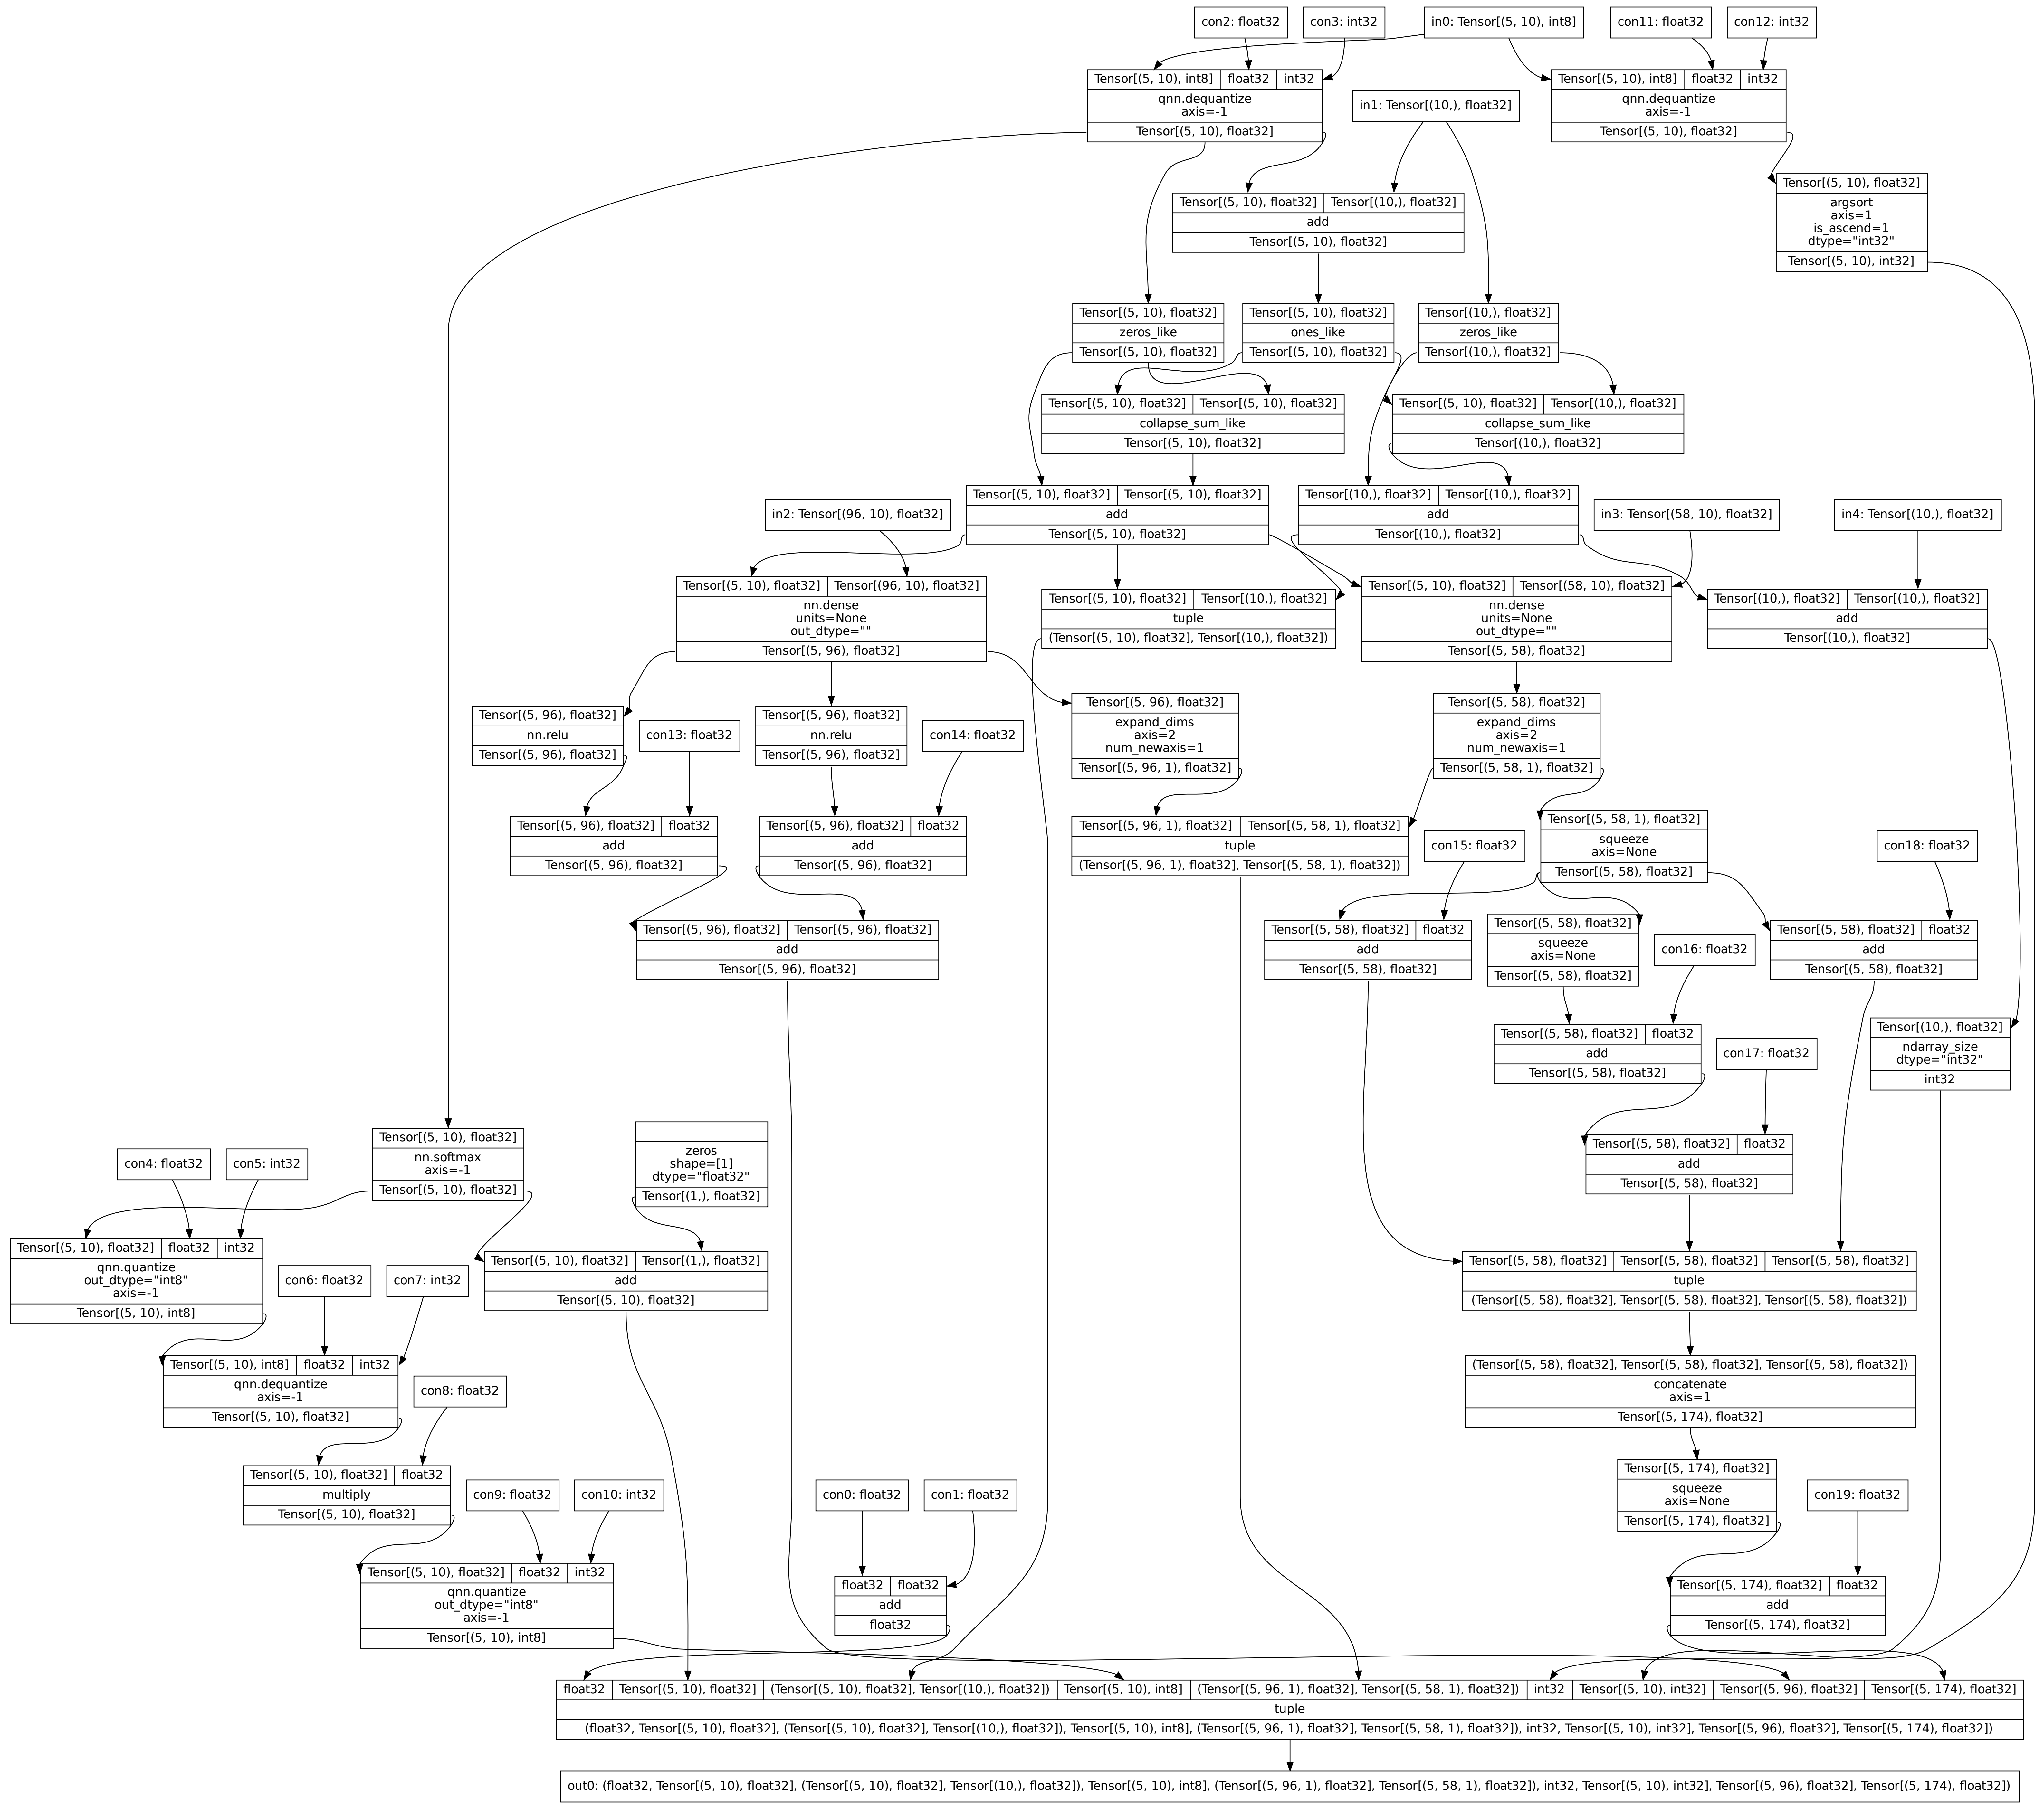 con2: float32
con3: int32
in0: Tensor[(5, 10), int8]
con11: float32
con12: int32
Tensor[(5, 10), int8] float32 int32
qnn.dequantize
axis=-1
Tensor[(5, 10), float32]
Tensor[(5, 10), int8] float32 int32
qnn.dequantize
axis=-1
Tensor[(5, 10), float32]
in1: Tensor[(10,), float32]
Tensor[(5, 10), float32]
argsort
axis=1
is_ascend=1
dtype="int32"
Tensor[(5, 10), int32]
Tensor[(5, 10), float32] Tensor[(10,), float32]
add
Tensor[(5, 10), float32]
Tensor[(5, 10), float32]
zeros_like
Tensor[(5, 10), float32]
Tensor[(5, 10), float32]
ones_like
Tensor[(5, 10), float32]
Tensor[(10,), float32]
zeros_like
Tensor[(10,), float32]
Tensor[(5, 10), float32] Tensor[(5, 10), float32]
collapse_sum_like
Tensor[(5, 10), float32]
Tensor[(5, 10), float32] Tensor[(10,), float32]
collapse_sum_like
Tensor[(10,), float32]
in2: Tensor[(96, 10), float32]
Tensor[(5, 10), float32] Tensor[(5, 10), float32]
add
Tensor[(5, 10), float32]
Tensor[(10,), float32] Tensor[(10,), float32]
add
Tensor[(10,), float32]
in3: Tensor[(58, 10), float32]
in4: Tensor[(10,), float32]
Tensor[(5, 10), float32] Tensor[(96, 10), float32]
nn.dense
units=None
out_dtype=""
Tensor[(5, 96), float32]
Tensor[(5, 10), float32] Tensor[(10,), float32]
tuple
(Tensor[(5, 10), float32], Tensor[(10,), float32])
Tensor[(5, 10), float32] Tensor[(58, 10), float32]
nn.dense
units=None
out_dtype=""
Tensor[(5, 58), float32]
Tensor[(10,), float32] Tensor[(10,), float32]
add
Tensor[(10,), float32]
Tensor[(5, 96), float32]
nn.relu
Tensor[(5, 96), float32]
con13: float32
Tensor[(5, 96), float32]
nn.relu
Tensor[(5, 96), float32]
con14: float32
Tensor[(5, 96), float32]
expand_dims
axis=2
num_newaxis=1
Tensor[(5, 96, 1), float32]
Tensor[(5, 58), float32]
expand_dims
axis=2
num_newaxis=1
Tensor[(5, 58, 1), float32]
Tensor[(5, 96), float32] float32
add
Tensor[(5, 96), float32]
Tensor[(5, 96), float32] float32
add
Tensor[(5, 96), float32]
Tensor[(5, 96, 1), float32] Tensor[(5, 58, 1), float32]
tuple
(Tensor[(5, 96, 1), float32], Tensor[(5, 58, 1), float32])
con15: float32
Tensor[(5, 58, 1), float32]
squeeze
axis=None
Tensor[(5, 58), float32]
con18: float32
Tensor[(5, 96), float32] Tensor[(5, 96), float32]
add
Tensor[(5, 96), float32]
Tensor[(5, 58), float32] float32
add
Tensor[(5, 58), float32]
Tensor[(5, 58), float32]
squeeze
axis=None
Tensor[(5, 58), float32]
con16: float32
Tensor[(5, 58), float32] float32
add
Tensor[(5, 58), float32]
Tensor[(5, 58), float32] float32
add
Tensor[(5, 58), float32]
con17: float32
Tensor[(10,), float32]
ndarray_size
dtype="int32"
int32
con4: float32
con5: int32
Tensor[(5, 10), float32]
nn.softmax
axis=-1
Tensor[(5, 10), float32]
zeros
shape=[1]
dtype="float32"
Tensor[(1,), float32]
Tensor[(5, 58), float32] float32
add
Tensor[(5, 58), float32]
Tensor[(5, 10), float32] float32 int32
qnn.quantize
out_dtype="int8"
axis=-1
Tensor[(5, 10), int8]
con6: float32
con7: int32
Tensor[(5, 10), float32] Tensor[(1,), float32]
add
Tensor[(5, 10), float32]
Tensor[(5, 58), float32] Tensor[(5, 58), float32] Tensor[(5, 58), float32]
tuple
(Tensor[(5, 58), float32], Tensor[(5, 58), float32], Tensor[(5, 58), float32])
Tensor[(5, 10), int8] float32 int32
qnn.dequantize
axis=-1
Tensor[(5, 10), float32]
con8: float32
(Tensor[(5, 58), float32], Tensor[(5, 58), float32], Tensor[(5, 58), float32])
concatenate
axis=1
Tensor[(5, 174), float32]
Tensor[(5, 10), float32] float32
multiply
Tensor[(5, 10), float32]
con9: float32
con10: int32
con0: float32
con1: float32
Tensor[(5, 174), float32]
squeeze
axis=None
Tensor[(5, 174), float32]
con19: float32
Tensor[(5, 10), float32] float32 int32
qnn.quantize
out_dtype="int8"
axis=-1
Tensor[(5, 10), int8]
float32 float32
add
float32
Tensor[(5, 174), float32] float32
add
Tensor[(5, 174), float32]
float32 Tensor[(5, 10), float32] (Tensor[(5, 10), float32], Tensor[(10,), float32]) Tensor[(5, 10), int8] (Tensor[(5, 96, 1), float32], Tensor[(5, 58, 1), float32]) int32 Tensor[(5, 10), int32] Tensor[(5, 96), float32] Tensor[(5, 174), float32]
tuple
(float32, Tensor[(5, 10), float32], (Tensor[(5, 10), float32], Tensor[(10,), float32]), Tensor[(5, 10), int8], (Tensor[(5, 96, 1), float32], Tensor[(5, 58, 1), float32]), int32, Tensor[(5, 10), int32], Tensor[(5, 96), float32], Tensor[(5, 174), float32])
out0: (float32, Tensor[(5, 10), float32], (Tensor[(5, 10), float32], Tensor[(10,), float32]), Tensor[(5, 10), int8], (Tensor[(5, 96, 1), float32], Tensor[(5, 58, 1), float32]), int32, Tensor[(5, 10), int32], Tensor[(5, 96), float32], Tensor[(5, 174), float32])